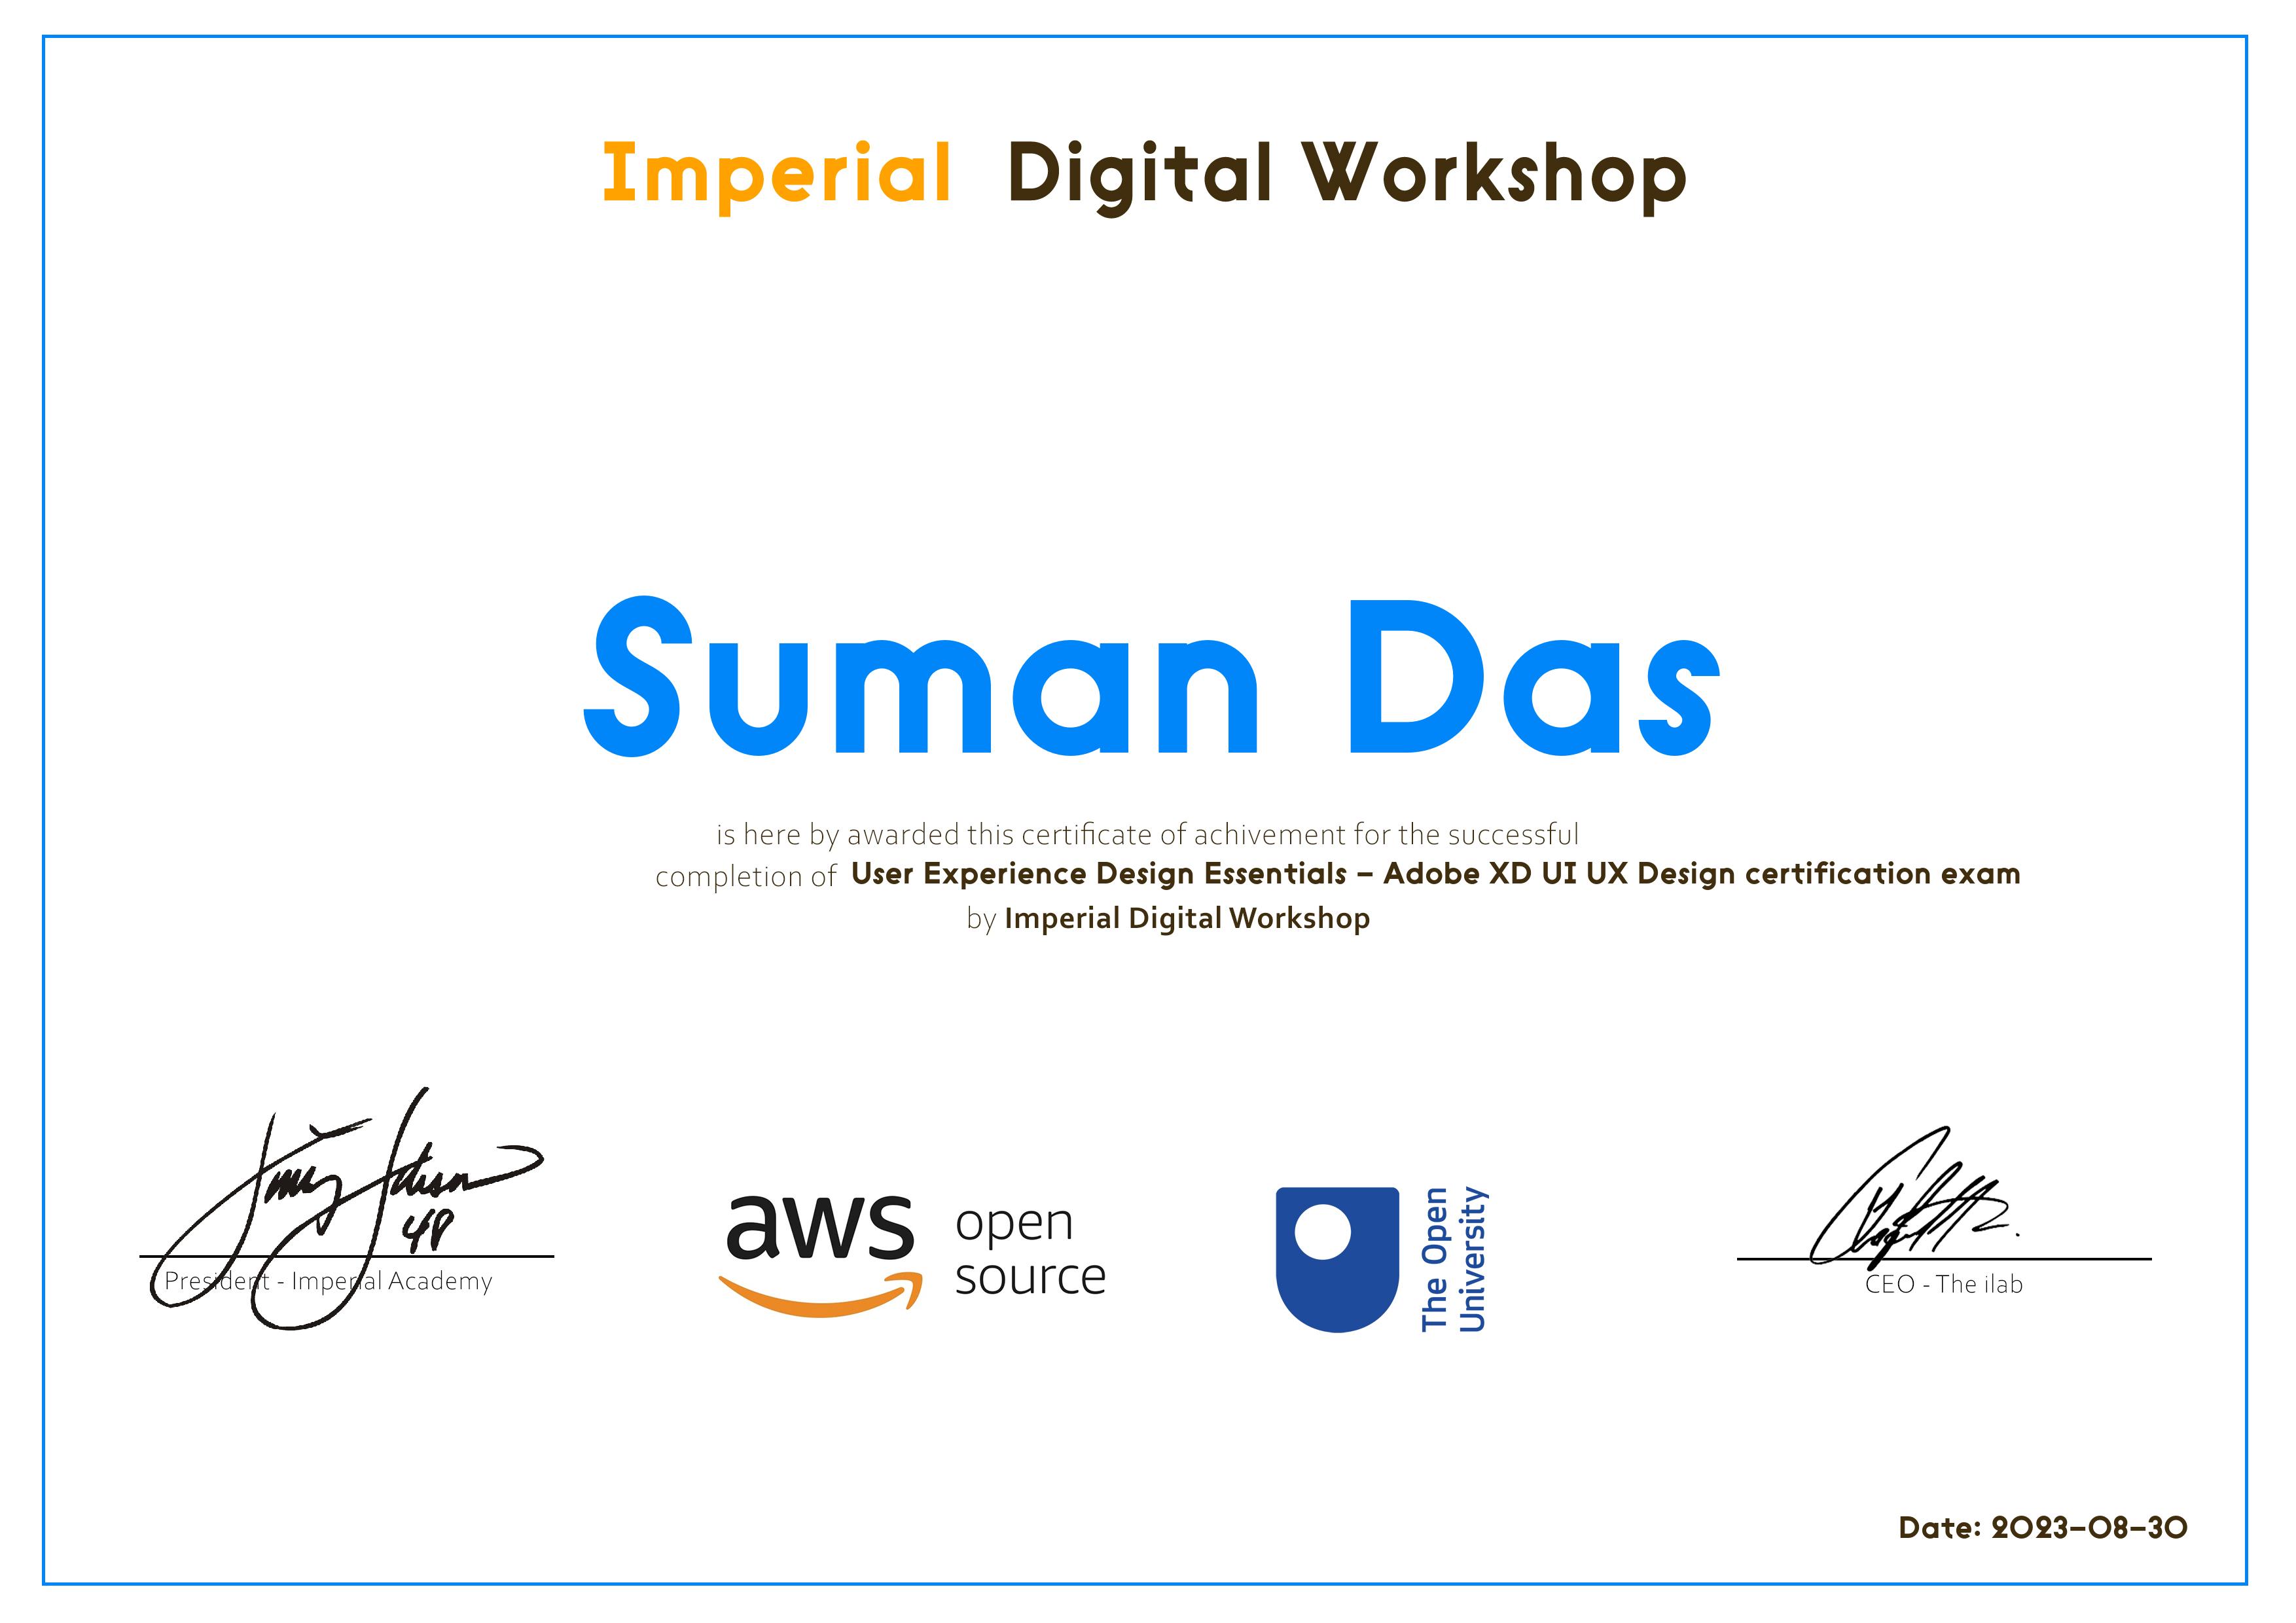 Imperial Digital Workshop
Suman Das
is here by awarded this certificate of achivement for the successful
completion of User Experience Design Essentials - Adobe XD UI UX Design certification exam
by Imperial Digital Workshop
48
President - Imperial Academy
aws open source
The Open University
CEO - The ilab
Date: 2023-08-30